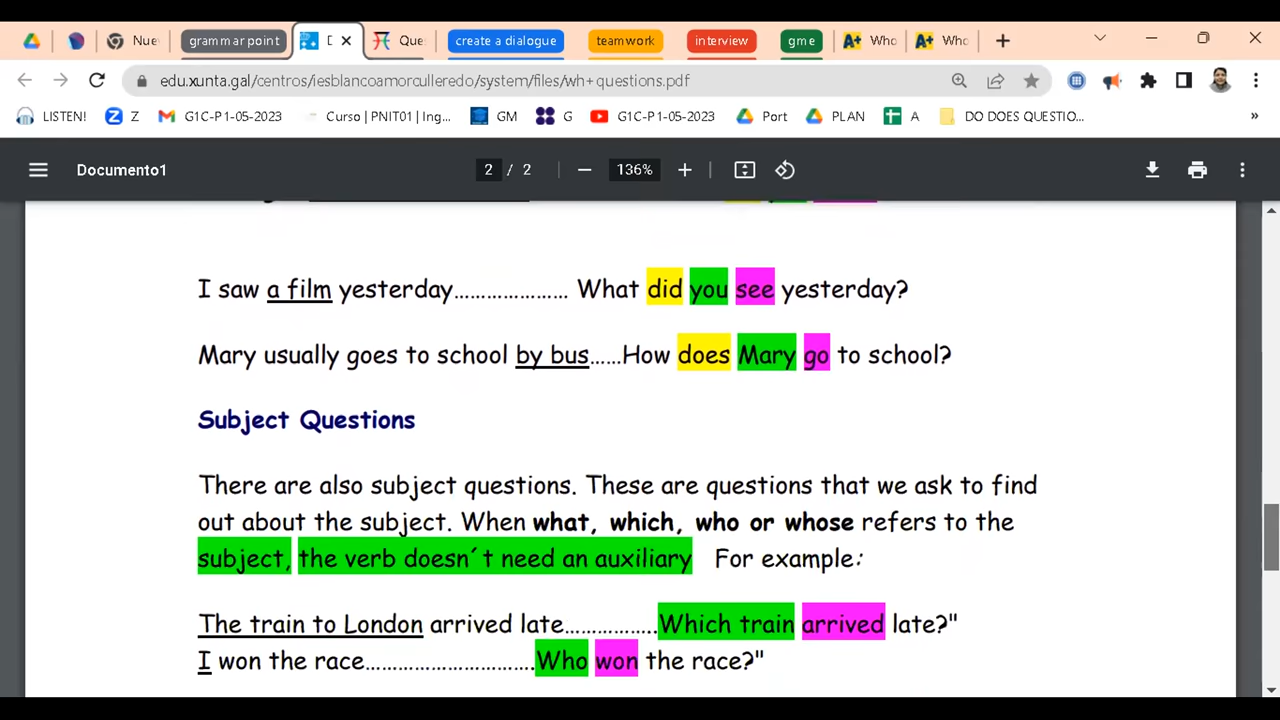 Nue
grammar point
D
Que
create a dialogue
teamwork
interview
gme
A+ Who
A+ Who
edu.xunta.gal/centros/iesblancoamorculleredo/system/files/wh+questions.pdf
LISTEN!
Z
G1C-P1-05-2023
Curso | PNIT01 | Ing...
GM
G
G1C-P1-05-2023
Port
PLAN
A
DO DOES QUESTIO...
»
Documento1
2 / 2
136%
I saw a film yesterday………………… What did you see yesterday?
Mary usually goes to school by bus……How does Mary go to school?
Subject Questions
There are also subject questions. These are questions that we ask to find
out about the subject. When what, which, who or whose refers to the
subject, the verb doesn´t need an auxiliary For example:
The train to London arrived late……………..Which train arrived late?"
I won the race……………………………….Who won the race?"